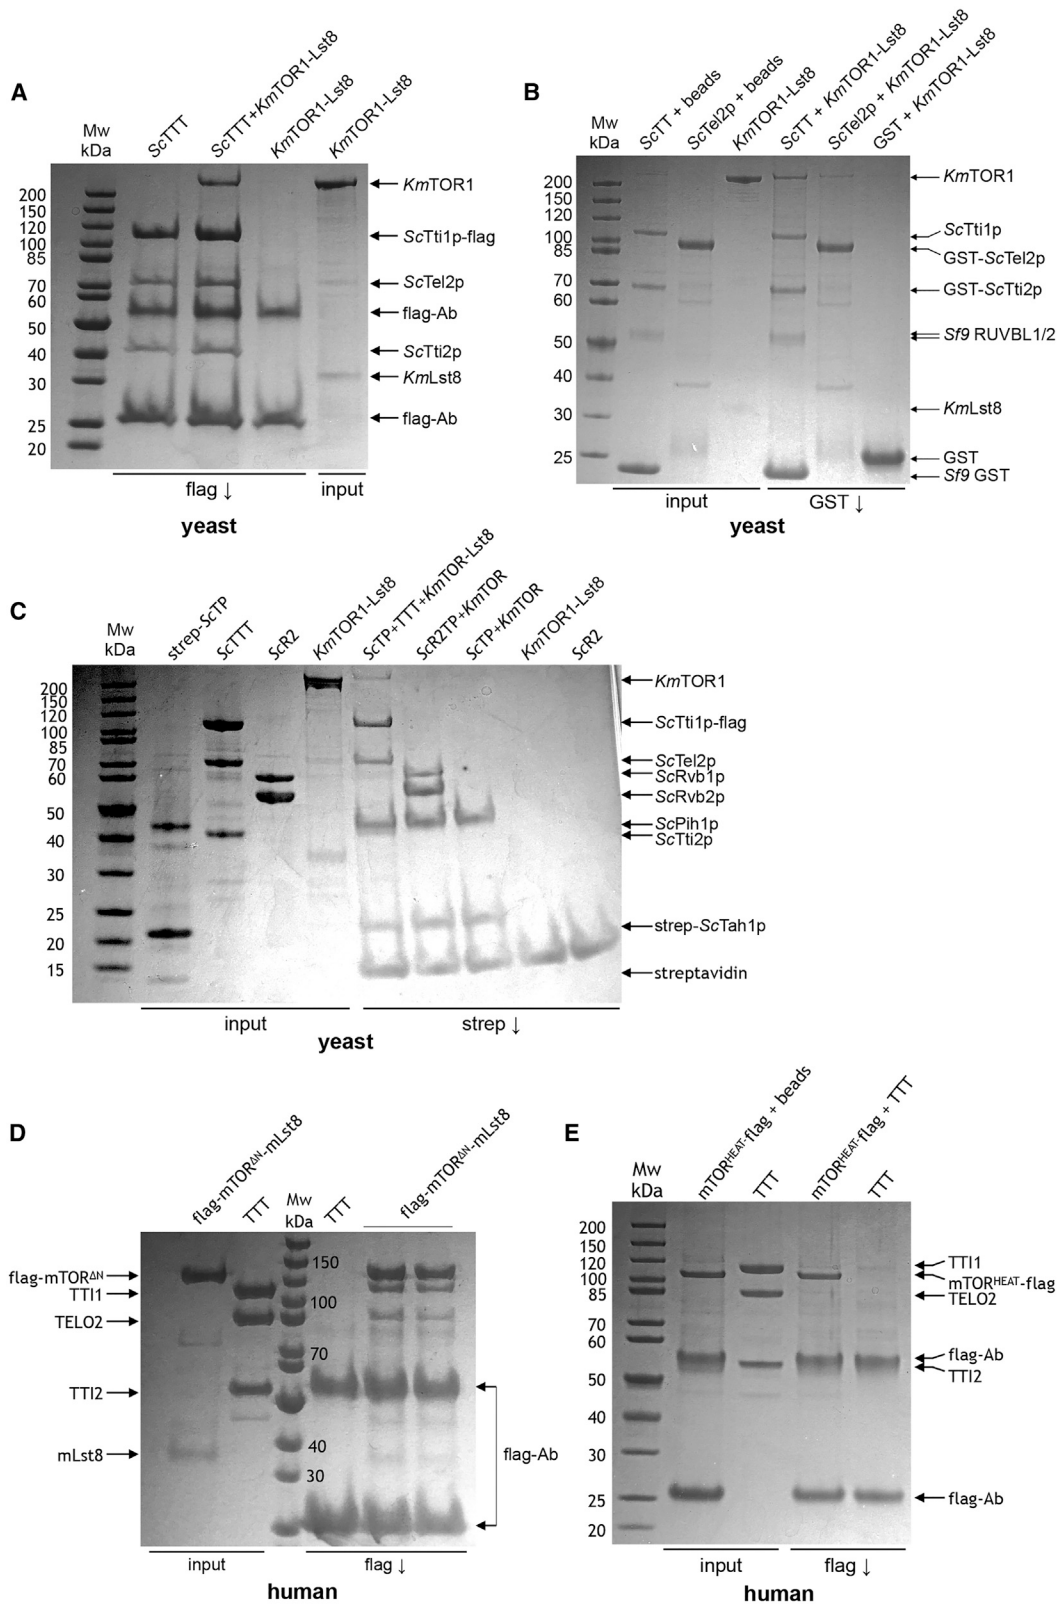 A
Mw
kDa
ScTTT
ScTTT+KmTOR1-Lst8
KmTOR1-Lst8
KmTOR1-Lst8
200
150
120
100
85
70
60
50
40
30
25
20
KmTOR1
ScTti1p-flag
ScTel2p
flag-Ab
ScTti2p
KmLst8
flag-Ab
flag ↓
input
yeast
B
Mw
kDa
ScTT + beads
ScTel2p + beads
KmTOR1-Lst8
ScTT + KmTOR1-Lst8
ScTel2p + KmTOR1-Lst8
GST + KmTOR1-Lst8
200
150
120
100
85
70
60
50
40
30
25
KmTOR1
ScTti1p
GST-ScTel2p
GST-ScTti2p
Sf9 RUVBL1/2
KmLst8
GST
Sf9 GST
input
GST ↓
yeast
C
Mw
kDa
strep-ScTP
ScTTT
ScR2
KmTOR1-Lst8
ScTP+TTT+KmTOR-Lst8
ScR2TP+KmTOR
ScTP+KmTOR
KmTOR1-Lst8
ScR2
200
150
120
100
85
70
60
50
40
30
25
20
15
KmTOR1
ScTti1p-flag
ScTel2p
ScRvb1p
ScRvb2p
ScPih1p
ScTti2p
strep-ScTah1p
streptavidin
input
strep ↓
yeast
D
flag-mTORΔN-mLst8
TTT
Mw
kDa
TTT
flag-mTORΔN-mLst8
flag-mTORΔN
TTI1
TELO2
TTI2
mLst8
150
100
70
40
30
flag-Ab
input
flag ↓
human
E
Mw
kDa
mTORHEAT-flag + beads
TTT
mTORHEAT-flag + TTT
TTT
200
150
120
100
85
70
60
50
40
30
25
20
TTI1
mTORHEAT-flag
TELO2
flag-Ab
TTI2
flag-Ab
input
flag ↓
human